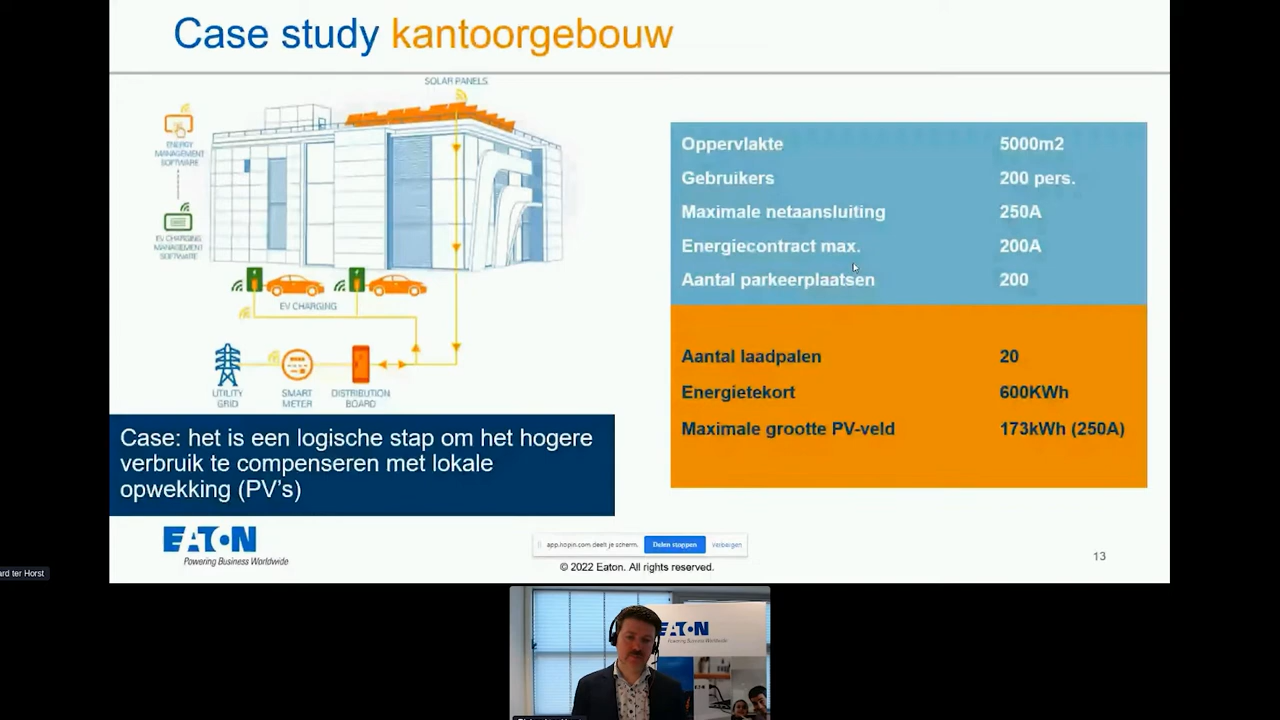 Case study kantoorgebouw
SOLAR PANELS
ENERGY
MANAGEMENT
SOFTWARE
EV CHARGING
MANAGEMENT
SOFTWARE
EV CHARGING
UTILITY
GRID
SMART
METER
DISTRIBUTION
BOARD
Oppervlakte 5000m2
Gebruikers 200 pers.
Maximale netaansluiting 250A
Energiecontract max. 200A
Aantal parkeerplaatsen 200
Aantal laadpalen 20
Energietekort 600KWh
Maximale grootte PV-veld 173kWh (250A)
Case: het is een logische stap om het hogere
verbruik te compenseren met lokale
opwekking (PV's)
EATON
Powering Business Worldwide
app.hopin.com deelt je scherm. Delen stoppen Verbergen
© 2022 Eaton. All rights reserved.
13
ard ter Horst
EATON
Powering Business Worldwide